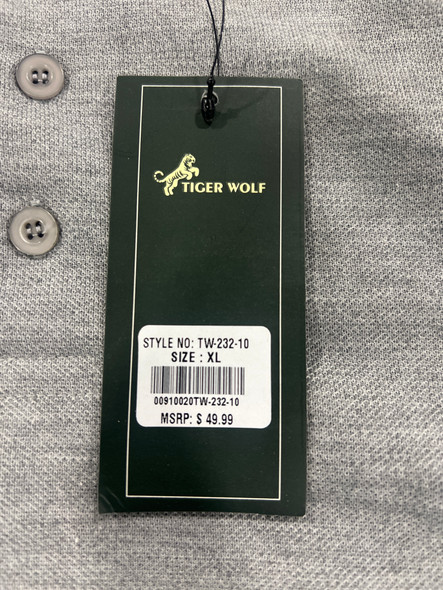 TIGER WOLF
STYLE NO: TW-232-10
SIZE : XL
00910020TW-232-10
MSRP: $ 49.99